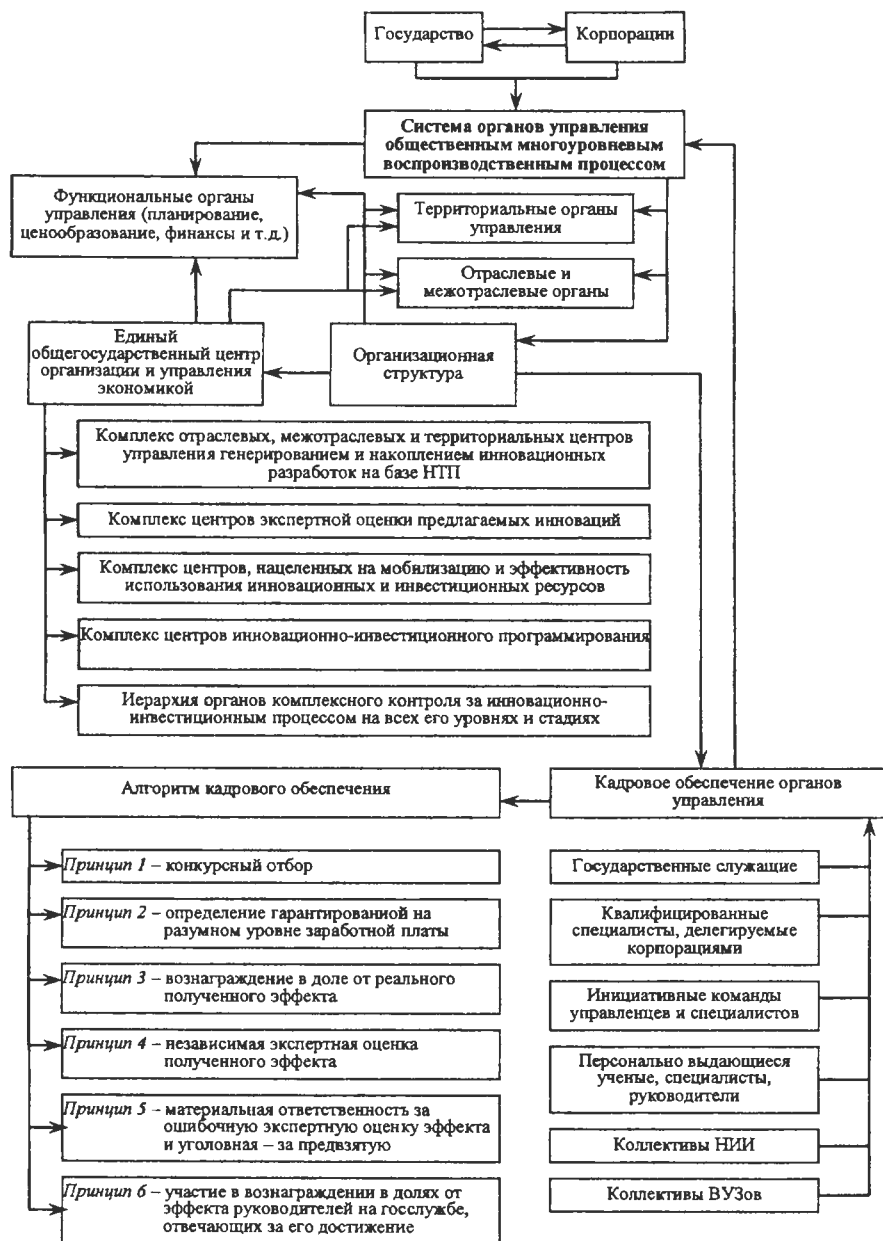 Государство
Корпорации
Система органов управления
общественным многоуровневым
воспроизводственным процессом
Функциональные органы
управления (планирование,
ценообразование, финансы и т.д.)
Территориальные органы
управления
Отраслевые и
межотраслевые органы
Единый
общегосударственный центр
организации и управления
экономикой
Организационная
структура
Комплекс отраслевых, межотраслевых и территориальных центров
управления генерированием и накоплением инновационных
разработок на базе НТП
Комплекс центров экспертной оценки предлагаемых инноваций
Комплекс центров, нацеленных на мобилизацию и эффективность
использования инновационных и инвестиционных ресурсов
Комплекс центров инновационно-инвестиционного программирования
Иерархия органов комплексного контроля за инновационно-
инвестиционным процессом на всех его уровнях и стадиях
Алгоритм кадрового обеспечения
Кадровое обеспечение органов
управления
Принцип 1 – конкурсный отбор
Принцип 2 – определение гарантированной на
разумном уровне заработной платы
Принцип 3 – вознаграждение в доле от реального
полученного эффекта
Принцип 4 – независимая экспертная оценка
полученного эффекта
Принцип 5 – материальная ответственность за
ошибочную экспертную оценку эффекта
и уголовная – за предвзятую
Принцип 6 – участие в вознаграждении в долях от
эффекта руководителей на госслужбе,
отвечающих за его достижение
Государственные служащие
Квалифицированные
специалисты, делегируемые
корпорациями
Инициативные команды
управленцев и специалистов
Персонально выдающиеся
ученые, специалисты,
руководители
Коллективы НИИ
Коллективы ВУЗов